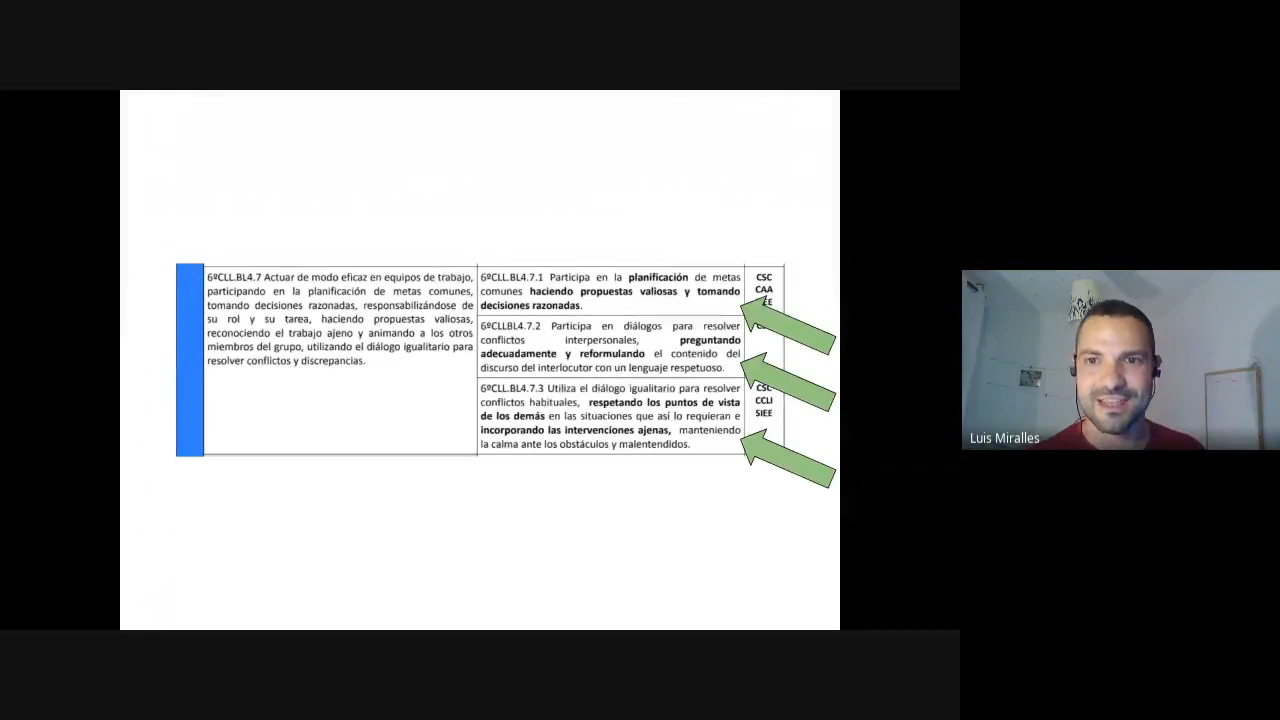 6ºCLL.BL4.7 Actuar de modo eficaz en equipos de trabajo,
participando en la planificación de metas comunes,
tomando decisiones razonadas, responsabilizándose de
su rol y su tarea, haciendo propuestas valiosas,
reconociendo el trabajo ajeno y animando a los otros
miembros del grupo, utilizando el diálogo igualitario para
resolver conflictos y discrepancias.
6ºCLL.BL4.7.1 Participa en la planificación de metas
comunes haciendo propuestas valiosas y tomando
decisiones razonadas.
CSC
CAA
6ºCLLBL4.7.2 Participa en diálogos para resolver
conflictos interpersonales, preguntando
adecuadamente y reformulando el contenido del
discurso del interlocutor con un lenguaje respetuoso.
6ºCLL.BL4.7.3 Utiliza el diálogo igualitario para resolver
conflictos habituales, respetando los puntos de vista
de los demás en las situaciones que así lo requieran e
incorporando las intervenciones ajenas, manteniendo
la calma ante los obstáculos y malentendidos.
CSC
CCLI
SIEE
Luis Miralles